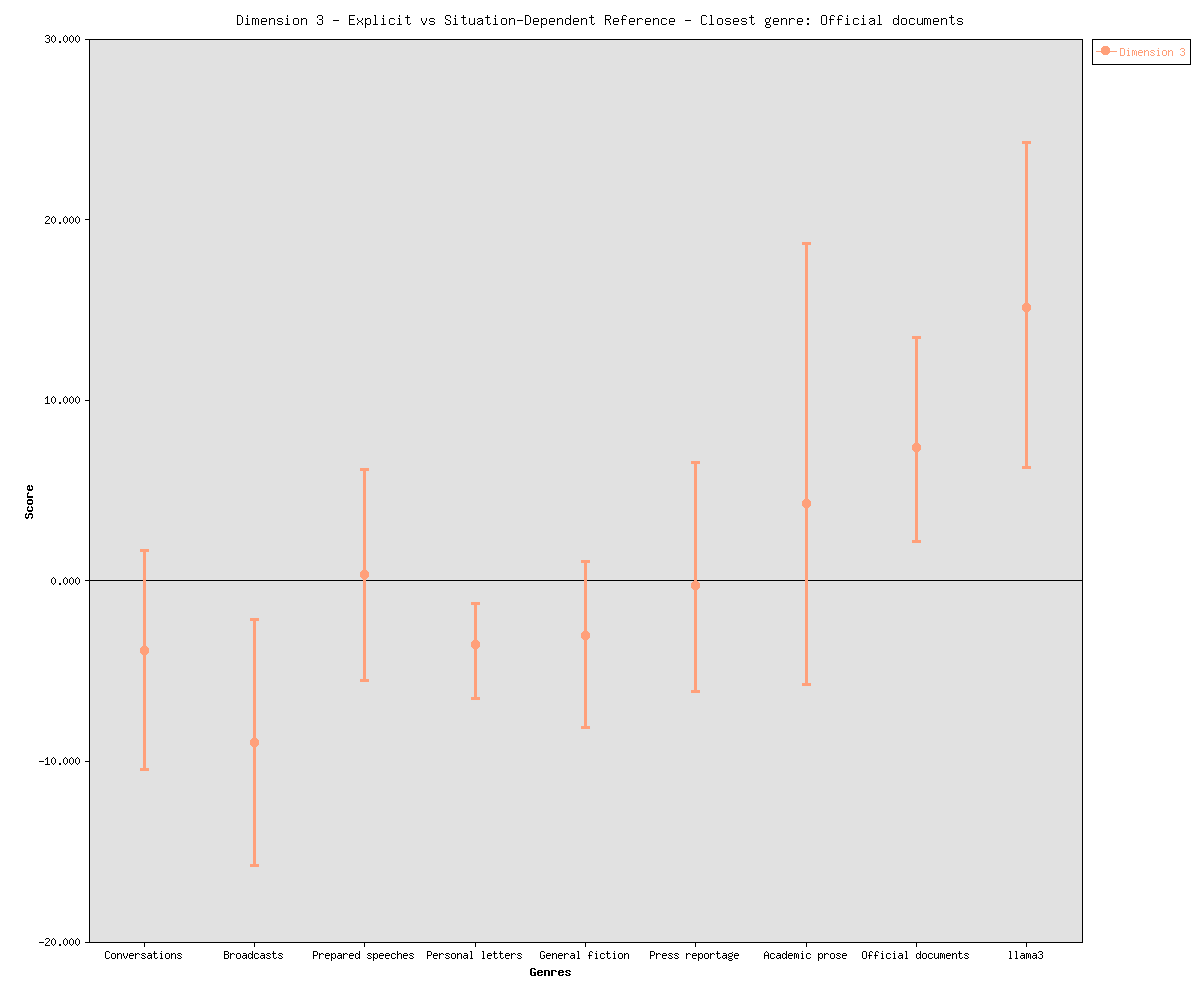 Dimension 3 - Explicit vs Situation-Dependent Reference - Closest genre: Official documents
Dimension 3
30.000
20.000
10.000
0.000
-10.000
-20.000
Score
Conversations Broadcasts Prepared speeches Personal letters General fiction Press reportage Academic prose Official documents llama3
Genres